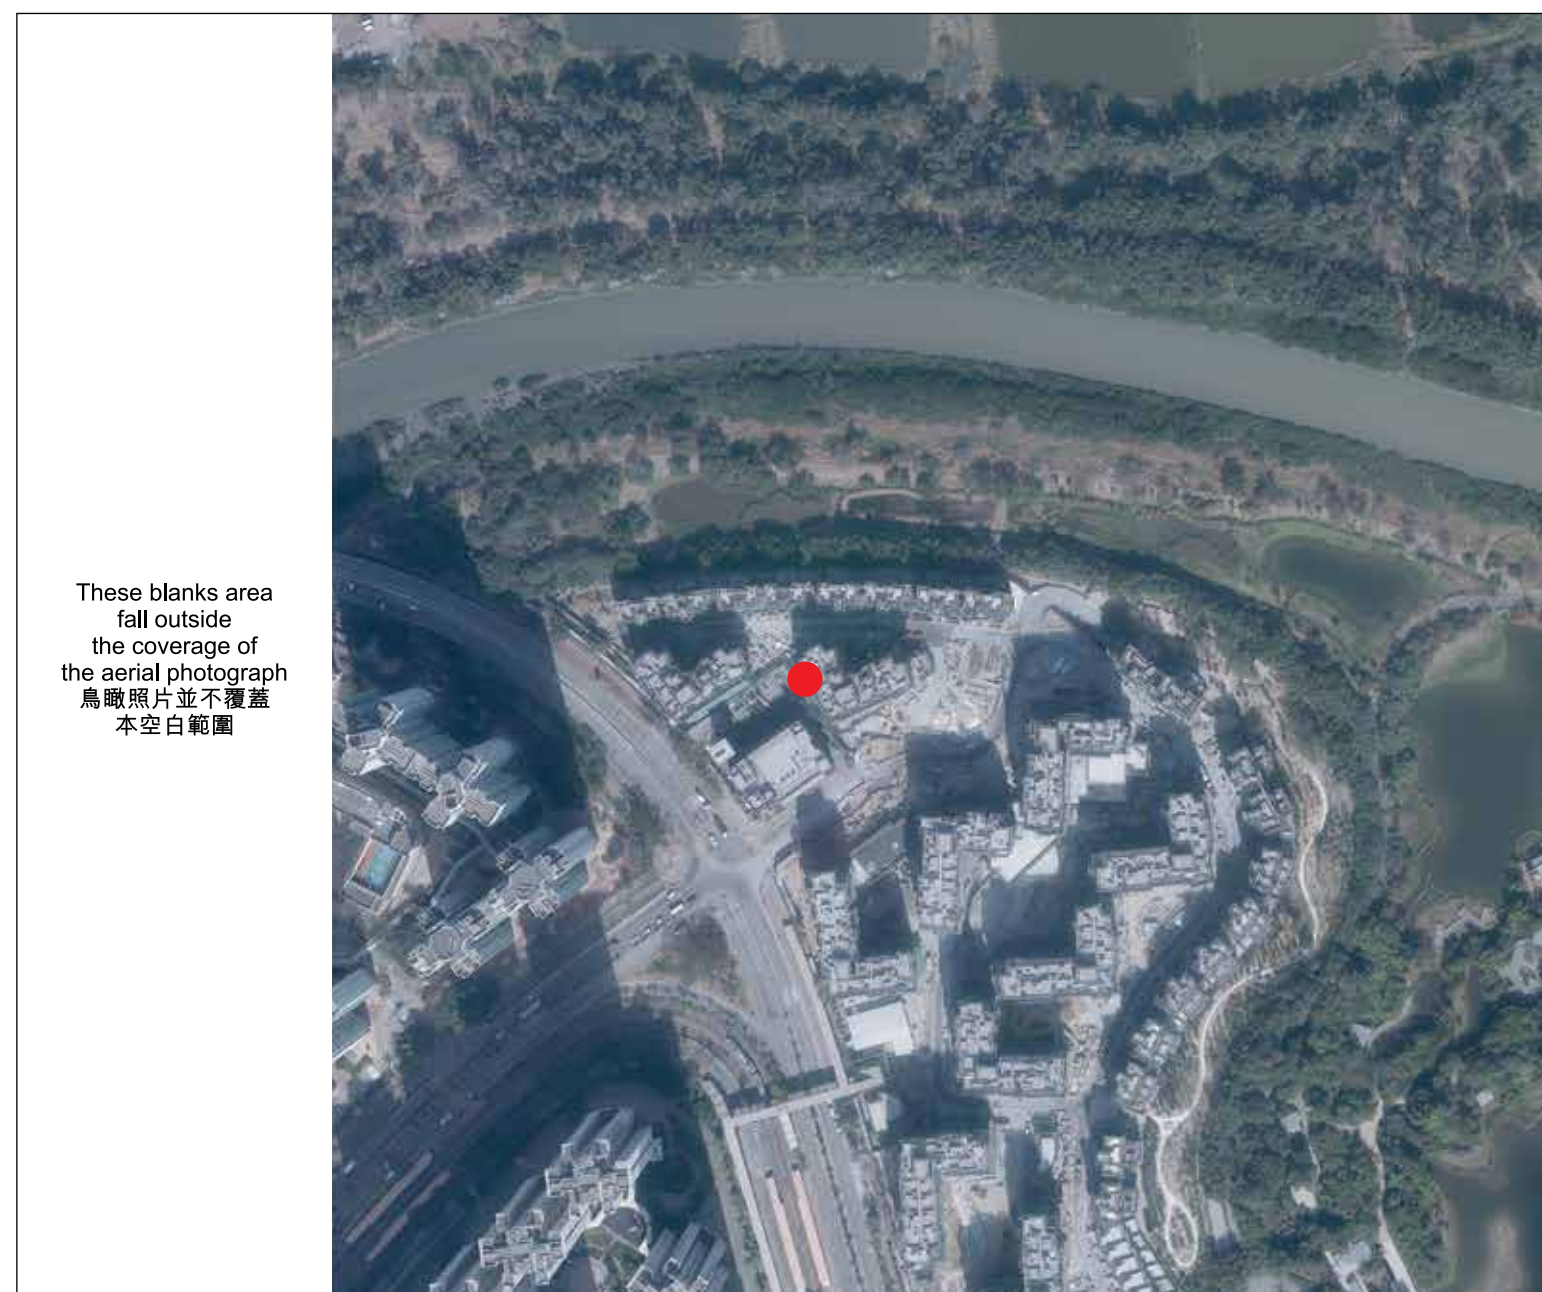 These blanks area
fall outside
the coverage of
the aerial photograph
鳥瞰照片並不覆蓋
本空白範圍